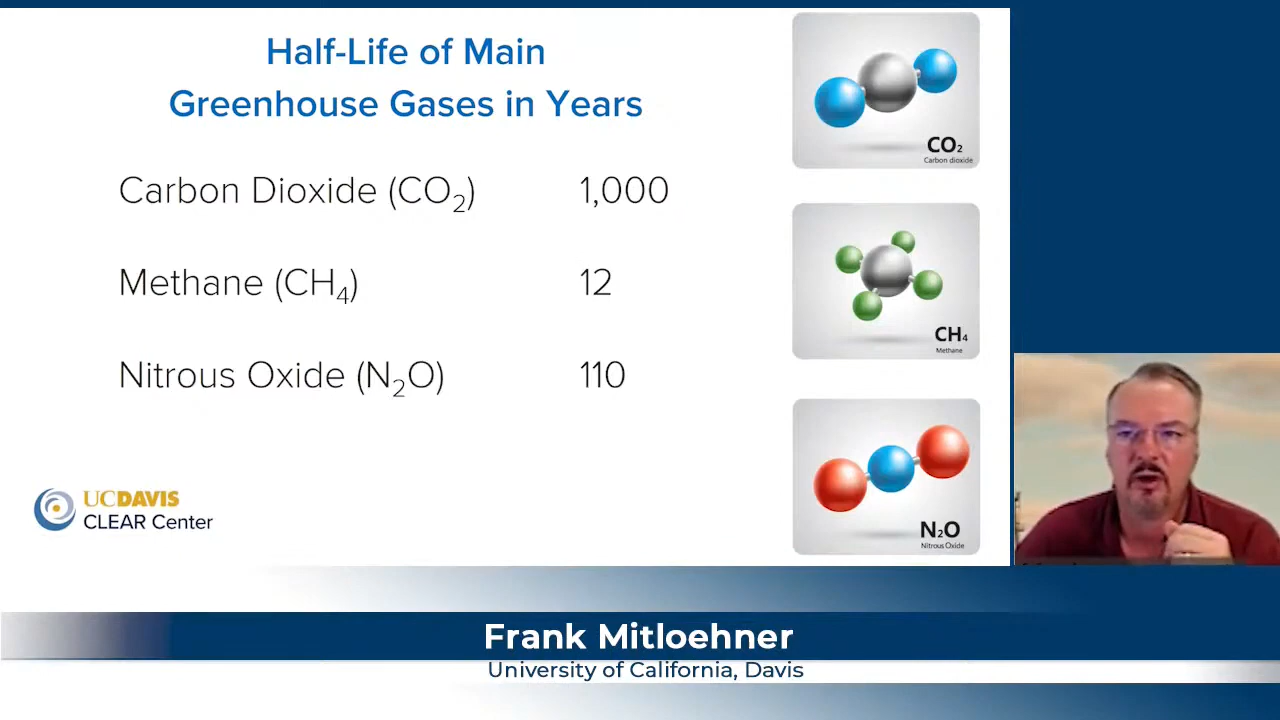 Half-Life of Main
Greenhouse Gases in Years
Carbon Dioxide (CO₂) 1,000
Methane (CH₄) 12
Nitrous Oxide (N₂O) 110
CO₂
Carbon dioxide
CH₄
Methane
N₂O
Nitrous Oxide
UCDAVIS
CLEAR Center
Frank Mitloehner
University of California, Davis